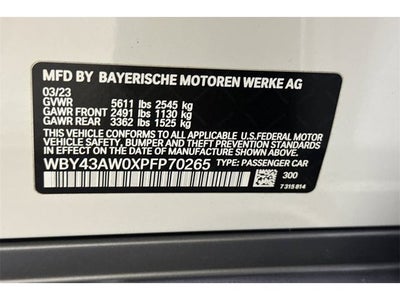 MFD BY BAYERISCHE MOTOREN WERKE AG
03/23
GVWR 5611 lbs 2545 kg
GAWR FRONT 2491 lbs 1130 kg
GAWR REAR 3362 lbs 1525 kg
THIS VEHICLE CONFORMS TO ALL APPLICABLE U.S. FEDERAL MOTOR
VEHICLE SAFETY, BUMPER, AND THEFT PREVENTION STANDARDS
IN EFFECT ON THE DATE OF MANUFACTURE SHOWN ABOVE.
WBY43AW0XPFP70265 TYPE: PASSENGER CAR
300
7 315 814